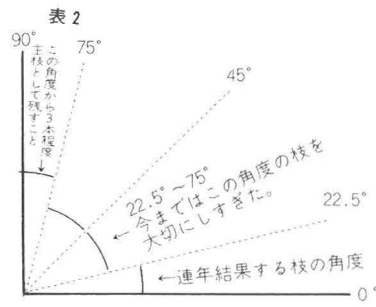 表2
90°
75°
この角度から3本程度
主枝として残すこと
45°
22.5°～75°
今まではこの角度の枝を
大切にしすぎた。
22.5°
←連年結果する枝の角度
0°